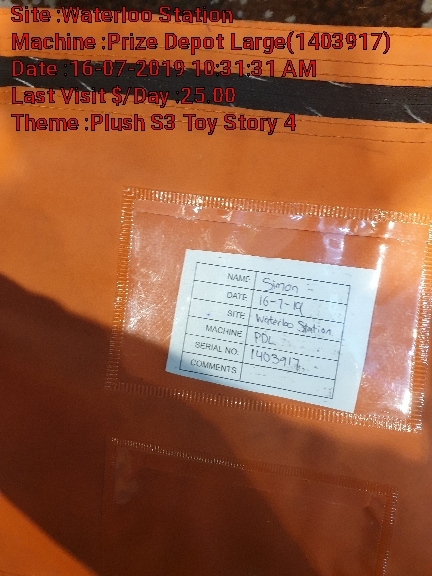 Site :Waterloo Station
Machine :Prize Depot Large(1403917)
Date :16-07-2019 10:31:31 AM
Last Visit $/Day :25.00
Theme :Plush S3 Toy Story 4
NAME Simon -
DATE 16-7-19
SITE Waterloo Station
MACHINE PDL
SERIAL NO. 1403917.
COMMENTS